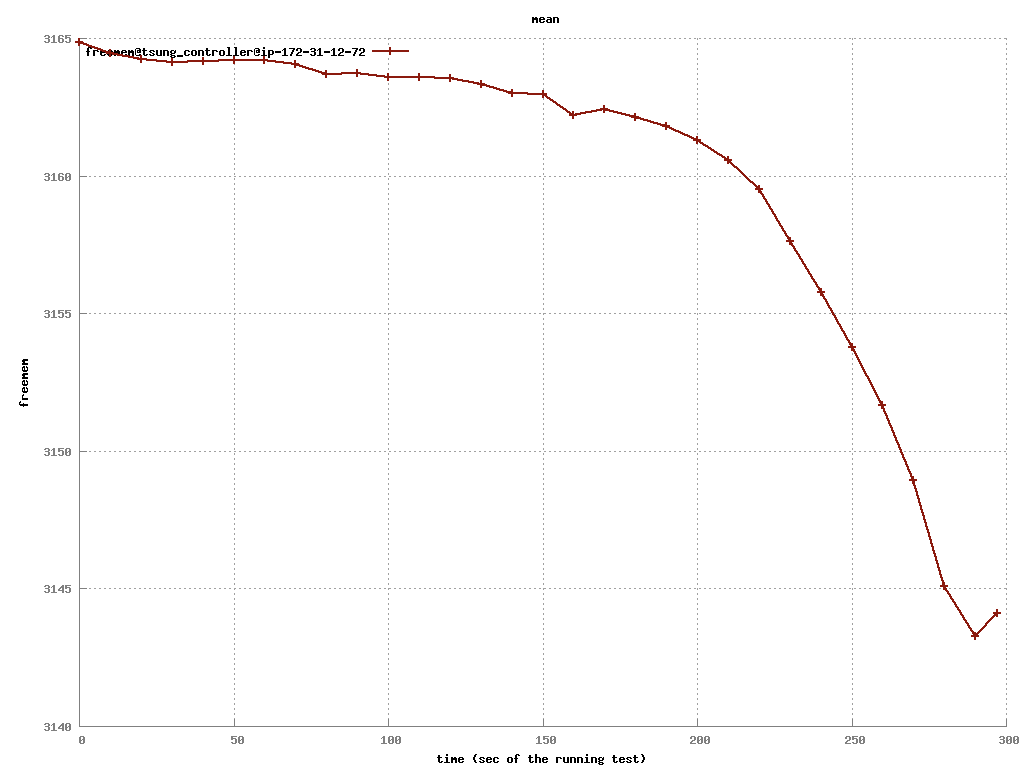 mean
3165
freemem@tsung_controller@ip-172-31-12-72
3160
3155
freemem
3150
3145
3140
0 50 100 150 200 250 300
time (sec of the running test)